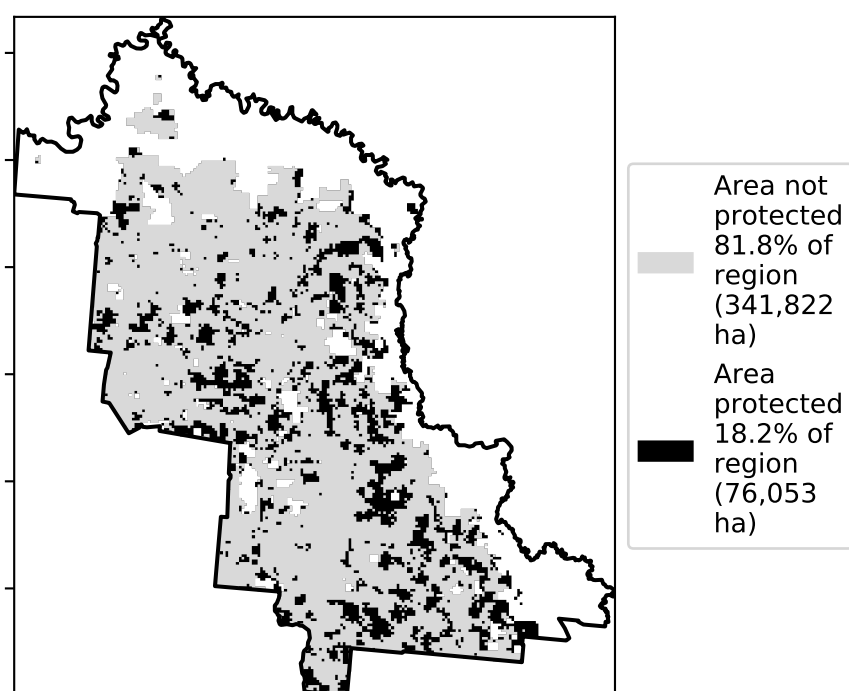 Area not
protected
81.8% of
region
(341,822
ha)
Area
protected
18.2% of
region
(76,053
ha)